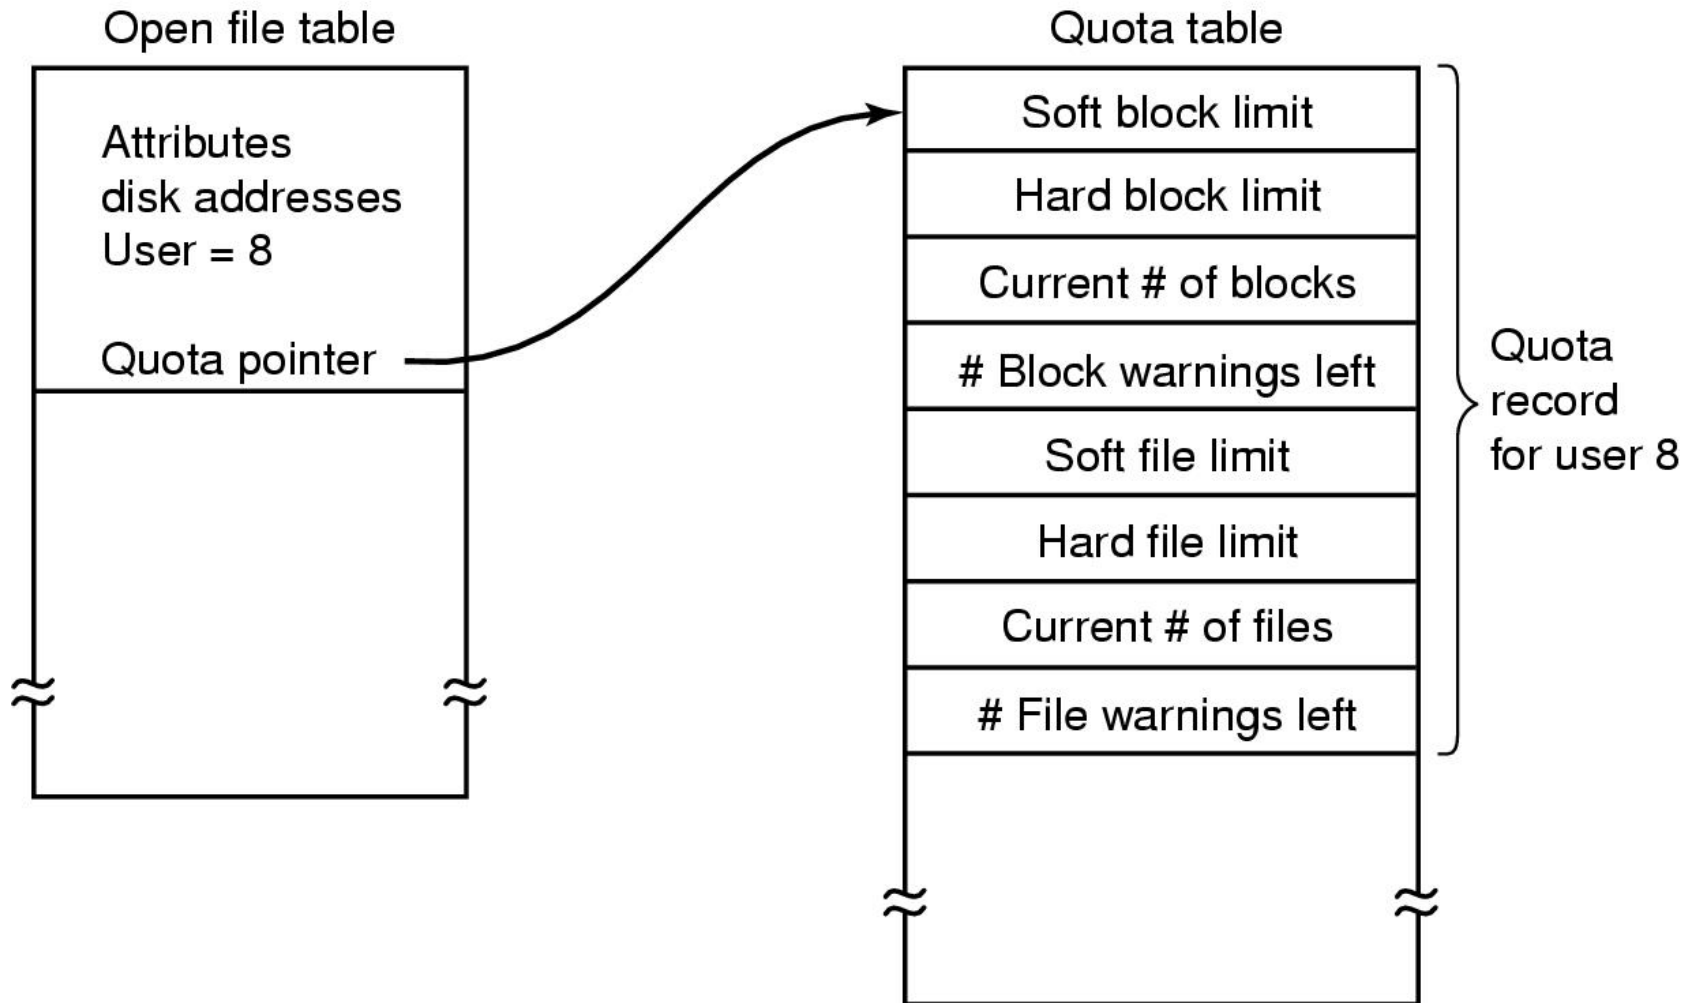 Open file table
Attributes
disk addresses
User = 8
Quota pointer
Quota table
Soft block limit
Hard block limit
Current # of blocks
# Block warnings left
Soft file limit
Hard file limit
Current # of files
# File warnings left
Quota
record
for user 8